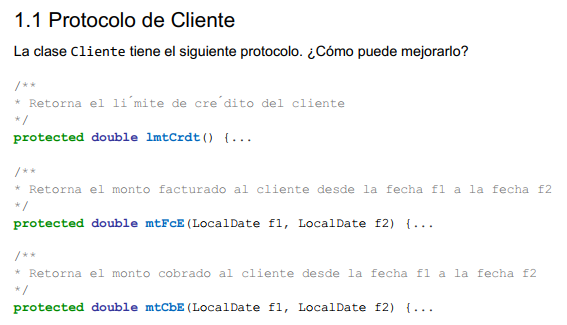 1.1 Protocolo de Cliente
La clase Cliente tiene el siguiente protocolo. ¿Cómo puede mejorarlo?
/**
* Retorna el li´mite de cre´dito del cliente
*/
protected double lmtCrdt() {...
/**
* Retorna el monto facturado al cliente desde la fecha f1 a la fecha f2
*/
protected double mtFcE(LocalDate f1, LocalDate f2) {...
/**
* Retorna el monto cobrado al cliente desde la fecha f1 a la fecha f2
*/
protected double mtCbE(LocalDate f1, LocalDate f2) {...